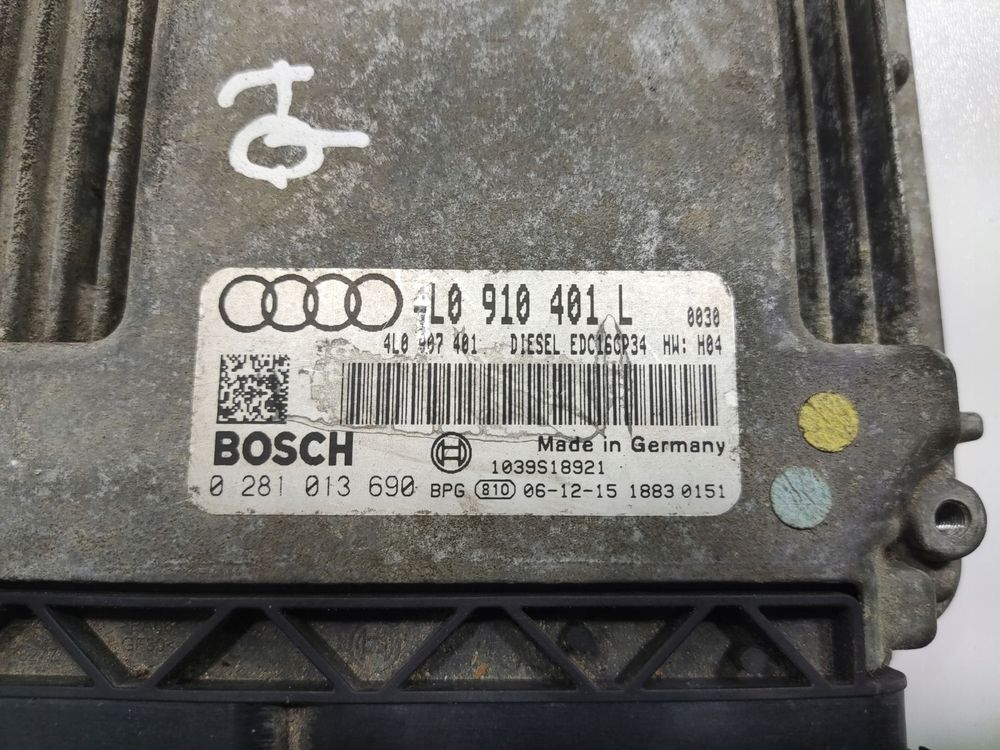 4L0 910 401 L 0030
4L0 907 401 DIESEL EDC16CP34 HW: H04
BOSCH Made in Germany
1039S18921
0 281 013 690 BPG 810 06-12-15 1883 0151